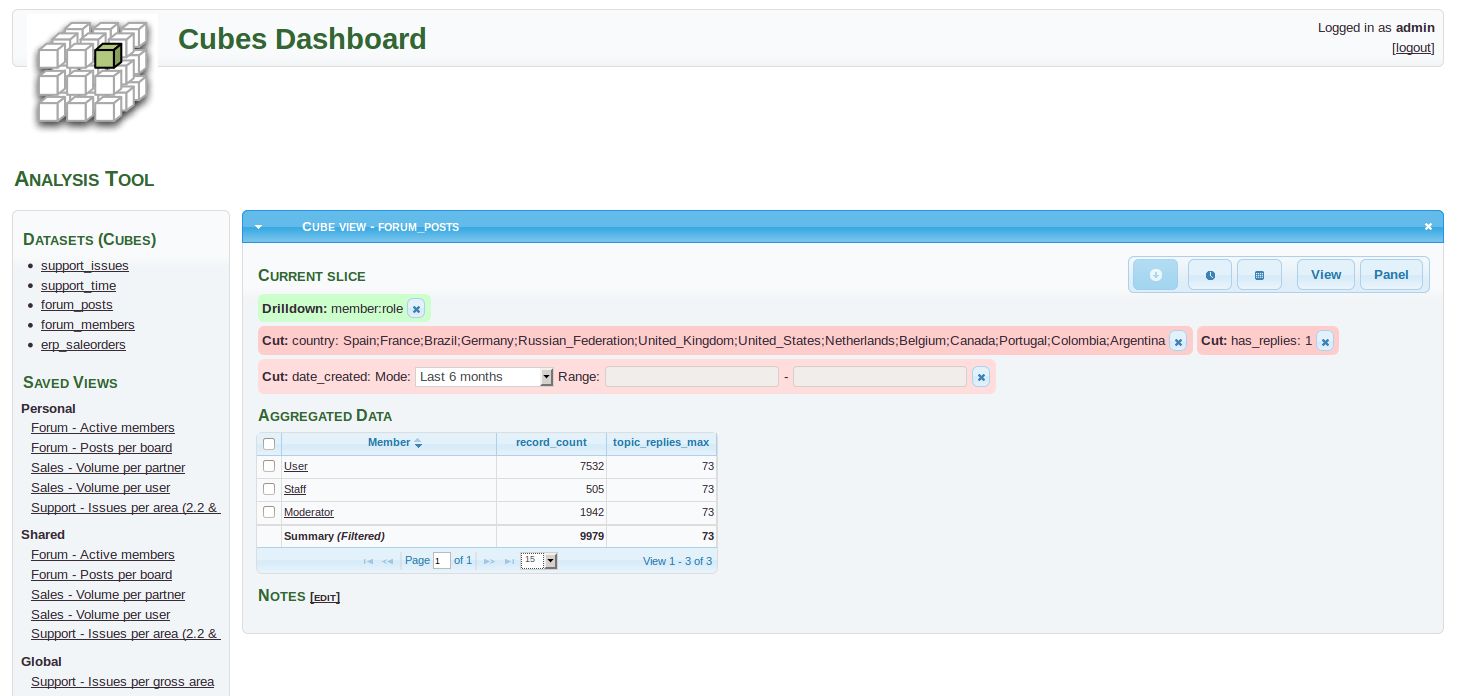 Cubes Dashboard
Logged in as admin
[logout]
Analysis Tool
Datasets (Cubes)
support_issues
support_time
forum_posts
forum_members
erp_saleorders
Saved Views
Personal
Forum - Active members
Forum - Posts per board
Sales - Volume per partner
Sales - Volume per user
Support - Issues per area (2.2 &
Shared
Forum - Active members
Forum - Posts per board
Sales - Volume per partner
Sales - Volume per user
Support - Issues per area (2.2 &
Global
Support - Issues per gross area
Cube view - forum_posts
Current slice
View Panel
Drilldown: member:role
Cut: country: Spain;France;Brazil;Germany;Russian_Federation;United_Kingdom;United_States;Netherlands;Belgium;Canada;Portugal;Colombia;Argentina Cut: has_replies: 1
Cut: date_created: Mode: Last 6 months Range: -
Aggregated Data
Member record_count topic_replies_max
User 7532 73
Staff 505 73
Moderator 1942 73
Summary (Filtered) 9979 73
Page 1 of 1 15 View 1 - 3 of 3
Notes [edit]